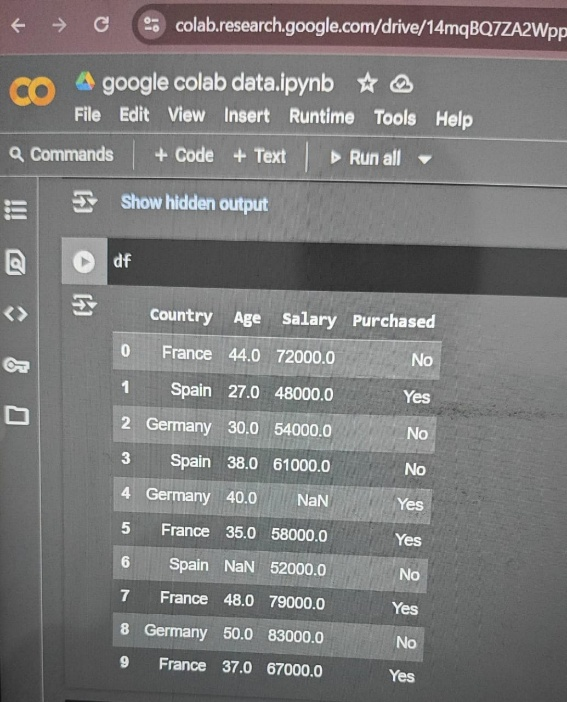 colab.research.google.com/drive/14mqBQ7ZA2Wpp
google colab data.ipynb
File Edit View Insert Runtime Tools Help
Commands + Code + Text Run all
Show hidden output
df
Country Age Salary Purchased
0 France 44.0 72000.0 No
1 Spain 27.0 48000.0 Yes
2 Germany 30.0 54000.0 No
3 Spain 38.0 61000.0 No
4 Germany 40.0 NaN Yes
5 France 35.0 58000.0 Yes
6 Spain NaN 52000.0 No
7 France 48.0 79000.0 Yes
8 Germany 50.0 83000.0 No
9 France 37.0 67000.0 Yes